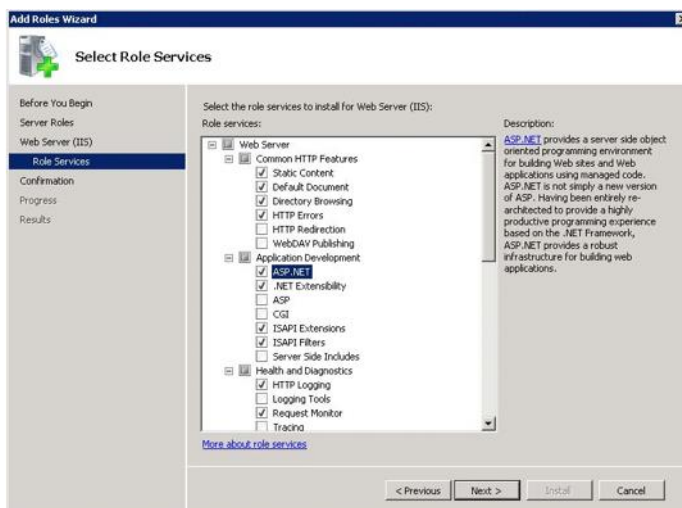 Add Roles Wizard
Select Role Services
Before You Begin
Server Roles
Web Server (IIS)
Role Services
Confirmation
Progress
Results
Select the role services to install for Web Server (IIS):
Role services:
Web Server
Common HTTP Features
Static Content
Default Document
Directory Browsing
HTTP Errors
HTTP Redirection
WebDAV Publishing
Application Development
ASP.NET
.NET Extensibility
ASP
CGI
ISAPI Extensions
ISAPI Filters
Server Side Includes
Health and Diagnostics
HTTP Logging
Logging Tools
Request Monitor
Tracing
More about role services
Description:
ASP.NET provides a server side object
oriented programming environment
for building Web sites and Web
applications using managed code.
ASP.NET is not simply a new version
of ASP. Having been entirely re-
architected to provide a highly
productive programming experience
based on the .NET Framework,
ASP.NET provides a robust
infrastructure for building web
applications.
< Previous
Next >
Install
Cancel